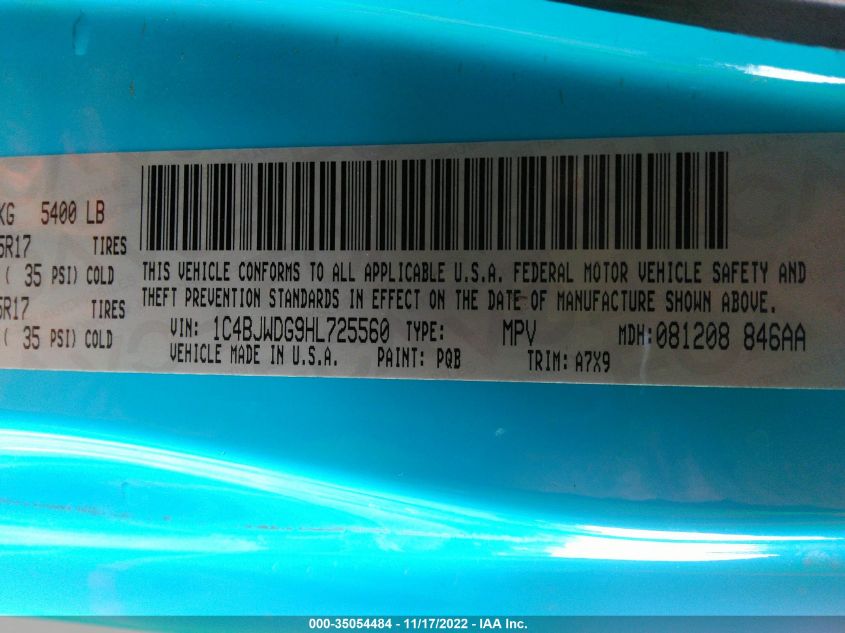 KG 5400 LB
5R17 TIRES
( 35 PSI) COLD
5R17 TIRES
( 35 PSI) COLD
THIS VEHICLE CONFORMS TO ALL APPLICABLE U.S.A. FEDERAL MOTOR VEHICLE SAFETY AND
THEFT PREVENTION STANDARDS IN EFFECT ON THE DATE OF MANUFACTURE SHOWN ABOVE.
VIN: 1C4BJWDG9HL725560 TYPE: MPV MDH: 081208 846AA
VEHICLE MADE IN U.S.A. PAINT: PQB TRIM: A7X9
000-35054484 - 11/17/2022 - IAA Inc.